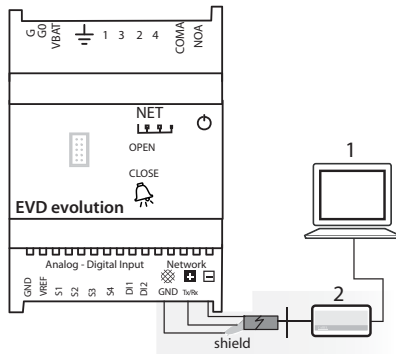 G
G0
VBAT
1 3 2 4
COMA
NOA
NET
OPEN
CLOSE
EVD evolution
Analog - Digital Input Network
GND
VREF
S1
S2
S3
S4
DI1
DI2
GND Tx/Rx
shield
1
2